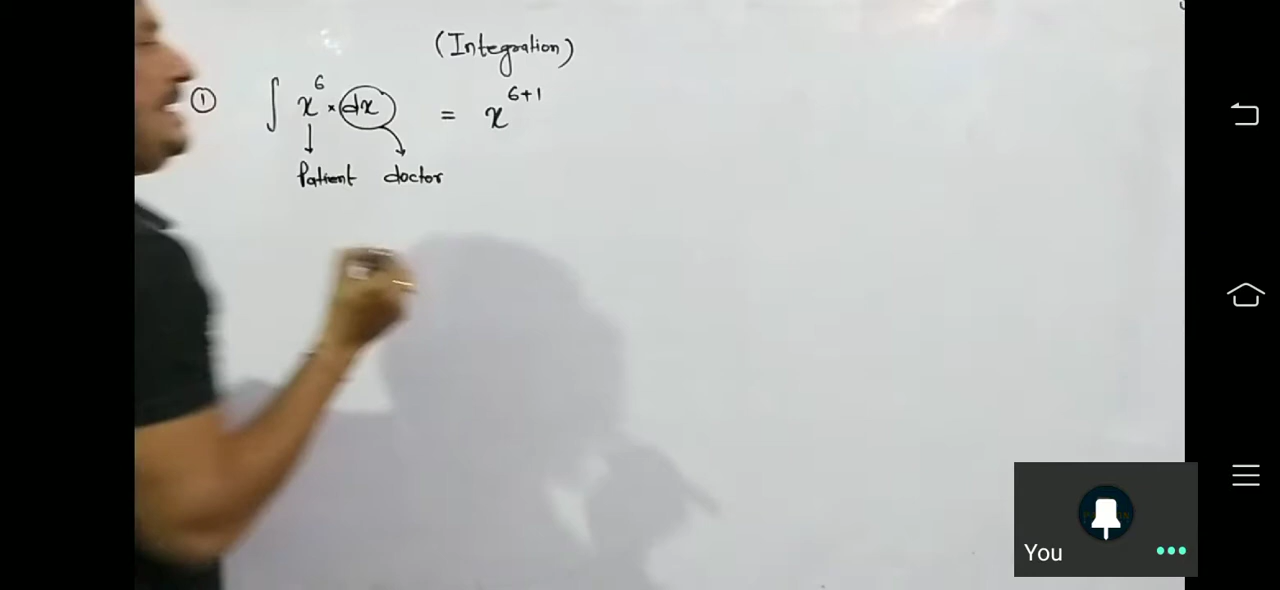 (Integration)
① ∫ x⁶ × dx = x⁶⁺¹
Patient doctor
You